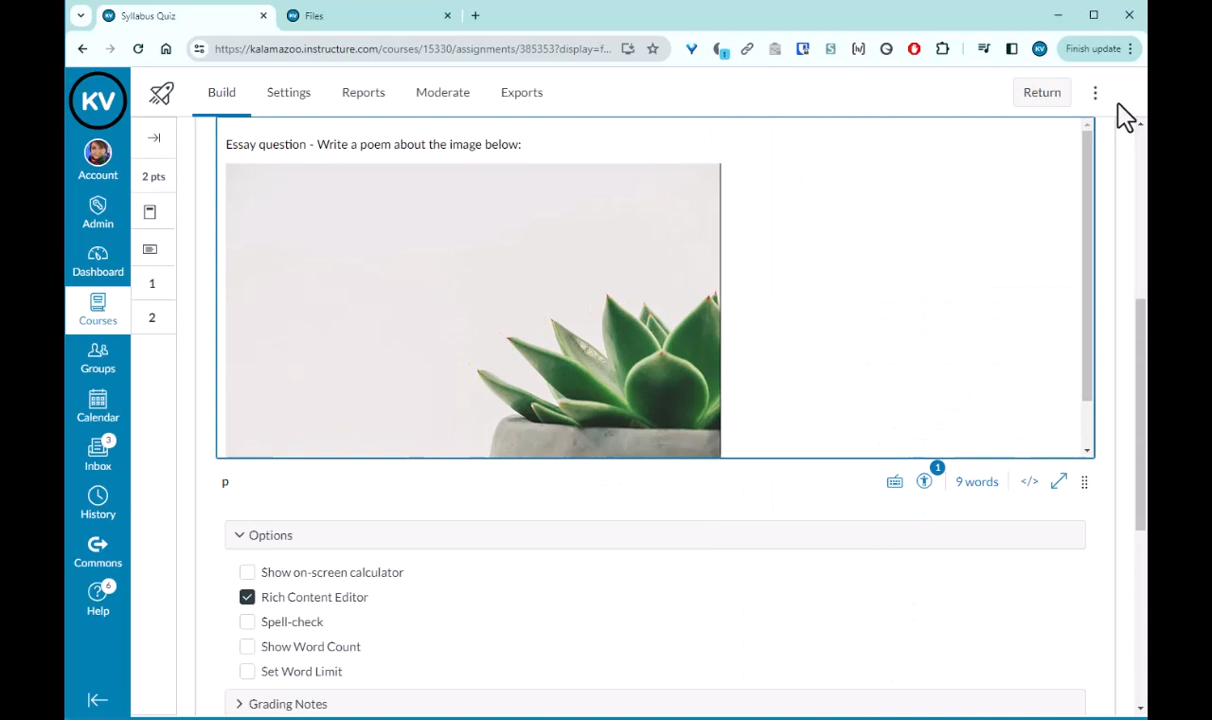 Syllabus Quiz
Files
https://kalamazoo.instructure.com/courses/15330/assignments/385353?display=f...
Finish update
KV
Build
Settings
Reports
Moderate
Exports
Return
Account
2 pts
Admin
Dashboard
1
Courses
2
Groups
Calendar
3
Inbox
History
Commons
6
Help
Essay question - Write a poem about the image below:
p
1
9 words
</>
Options
Show on-screen calculator
Rich Content Editor
Spell-check
Show Word Count
Set Word Limit
Grading Notes